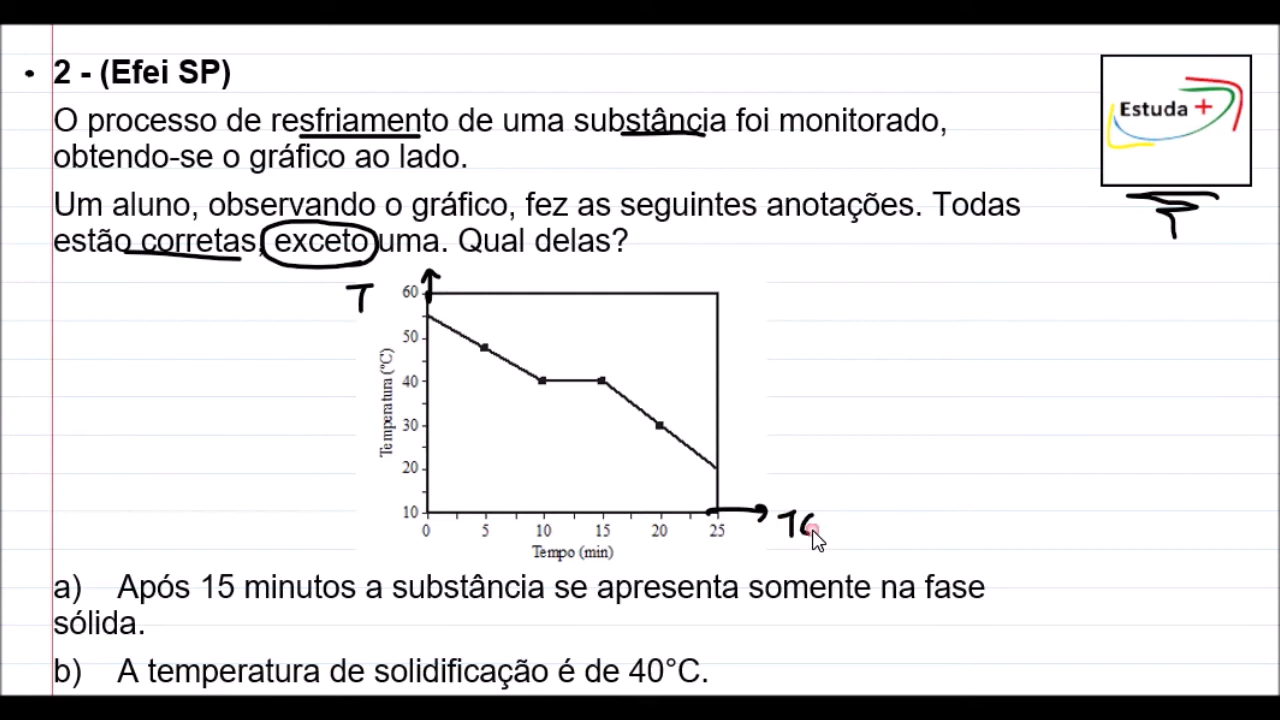 • 2 - (Efei SP)
O processo de resfriamento de uma substância foi monitorado,
obtendo-se o gráfico ao lado.
Um aluno, observando o gráfico, fez as seguintes anotações. Todas
estão corretas, exceto uma. Qual delas?
Estuda +
T
60
50
40
30
20
10
Temperatura (°C)
0 5 10 15 20 25
Tempo (min)
a) Após 15 minutos a substância se apresenta somente na fase
sólida.
b) A temperatura de solidificação é de 40°C.